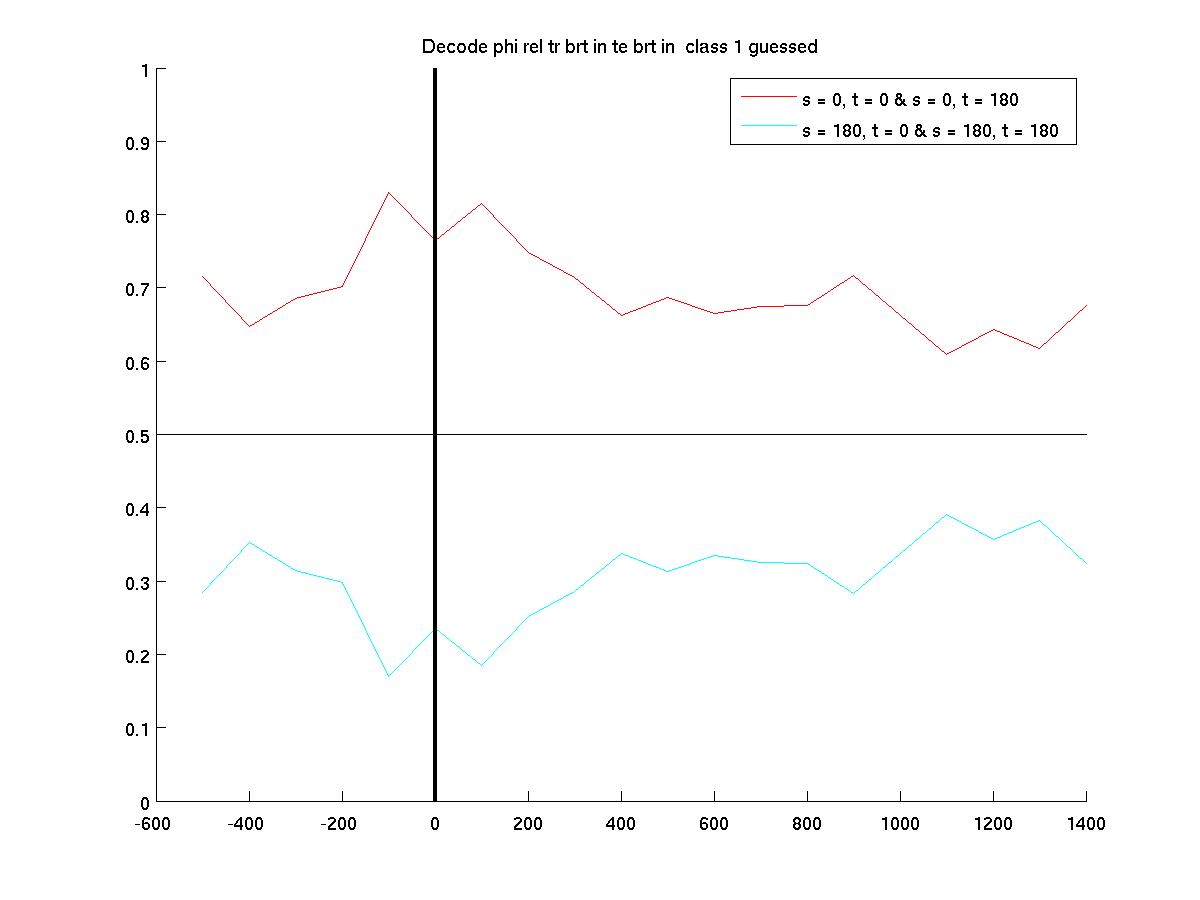 Decode phi rel tr brt in te brt in  class 1 guessed
s = 0, t = 0 & s = 0, t = 180
s = 180, t = 0 & s = 180, t = 180
1
0.9
0.8
0.7
0.6
0.5
0.4
0.3
0.2
0.1
0
-600 -400 -200 0 200 400 600 800 1000 1200 1400